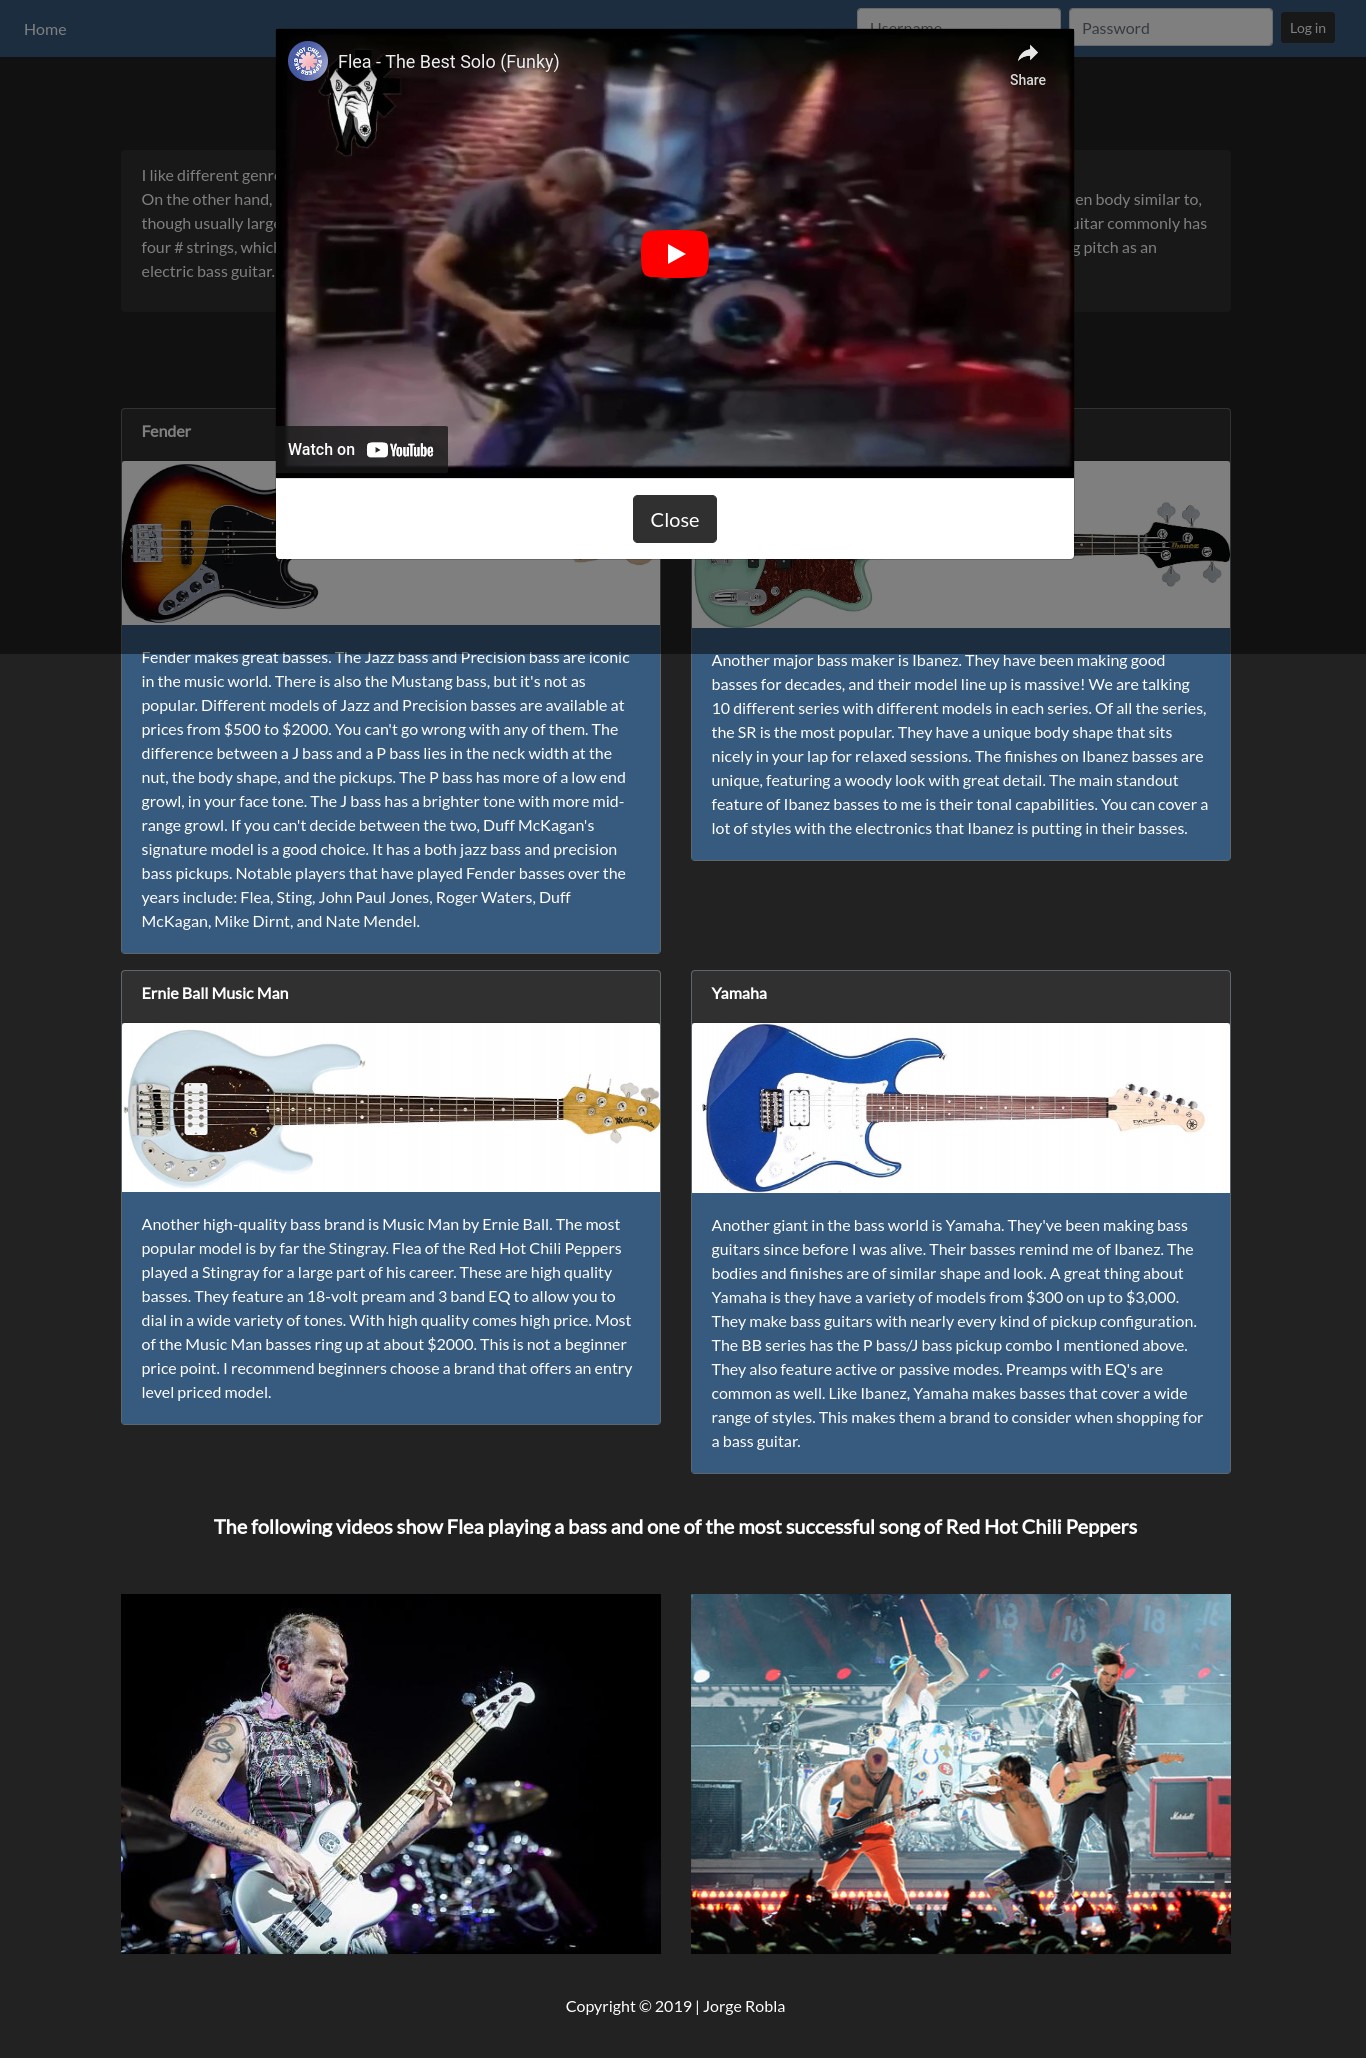 Home
Username
Password
Log in
Flea - The Best Solo (Funky)
Share
I like different genre
On the other hand,
en body similar to,
though usually large
uitar commonly has
four # strings, which
g pitch as an
electric bass guitar.
Watch on YouTube
Close
Fender
Fender makes great basses. The Jazz bass and Precision bass are iconic
in the music world. There is also the Mustang bass, but it's not as
popular. Different models of Jazz and Precision basses are available at
prices from $500 to $2000. You can't go wrong with any of them. The
difference between a J bass and a P bass lies in the neck width at the
nut, the body shape, and the pickups. The P bass has more of a low end
growl, in your face tone. The J bass has a brighter tone with more mid-
range growl. If you can't decide between the two, Duff McKagan's
signature model is a good choice. It has a both jazz bass and precision
bass pickups. Notable players that have played Fender basses over the
years include: Flea, Sting, John Paul Jones, Roger Waters, Duff
McKagan, Mike Dirnt, and Nate Mendel.
Ibanez
Another major bass maker is Ibanez. They have been making good
basses for decades, and their model line up is massive! We are talking
10 different series with different models in each series. Of all the series,
the SR is the most popular. They have a unique body shape that sits
nicely in your lap for relaxed sessions. The finishes on Ibanez basses are
unique, featuring a woody look with great detail. The main standout
feature of Ibanez basses to me is their tonal capabilities. You can cover a
lot of styles with the electronics that Ibanez is putting in their basses.
Ernie Ball Music Man
Another high-quality bass brand is Music Man by Ernie Ball. The most
popular model is by far the Stingray. Flea of the Red Hot Chili Peppers
played a Stingray for a large part of his career. These are high quality
basses. They feature an 18-volt pream and 3 band EQ to allow you to
dial in a wide variety of tones. With high quality comes high price. Most
of the Music Man basses ring up at about $2000. This is not a beginner
price point. I recommend beginners choose a brand that offers an entry
level priced model.
Yamaha
PACIFICA
Another giant in the bass world is Yamaha. They've been making bass
guitars since before I was alive. Their basses remind me of Ibanez. The
bodies and finishes are of similar shape and look. A great thing about
Yamaha is they have a variety of models from $300 on up to $3,000.
They make bass guitars with nearly every kind of pickup configuration.
The BB series has the P bass/J bass pickup combo I mentioned above.
They also feature active or passive modes. Preamps with EQ's are
common as well. Like Ibanez, Yamaha makes basses that cover a wide
range of styles. This makes them a brand to consider when shopping for
a bass guitar.
The following videos show Flea playing a bass and one of the most successful song of Red Hot Chili Peppers
18
18
18
Marshall
Copyright © 2019 | Jorge Robla